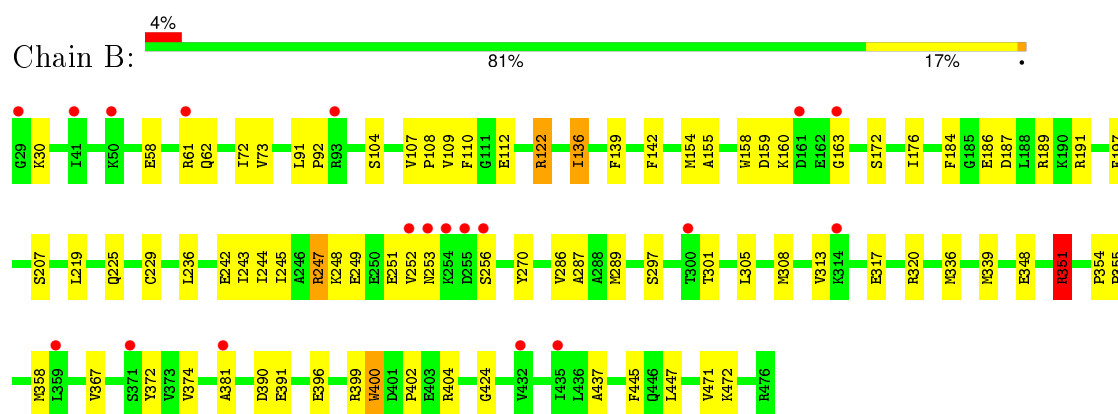 4%
Chain B:
81% 17% •
G29 K30 I41 K50 E58 R61 Q62 I72 V73 L91 P92 R93 S104 V107 P108 V109 F110 G111 E112 R122 I136 F139 F142 M154 A155 W158 D159 K160 D161 E162 G163 S172 I176 F184 G185 E186 D187 L188 R189 K190 R191
S207 L219 Q225 C229 L236 E242 I243 I244 I245 A246 R247 K248 E249 E250 E251 V252 N253 K254 D255 S256 Y270 V286 A287 A288 M289 S297 T300 T301 L305 M308 V313 K314 E317 R320 M336 M339 E348 R351 P354
M358 L359 V367 S371 Y372 V373 V374 A381 D390 E391 E396 R399 W400 D401 P402 E403 R404 G424 V432 I435 L436 A437 F445 Q446 L447 V471 K472 R476